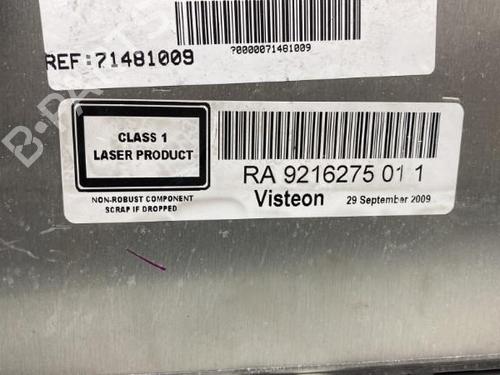 REF:71481009
?0000071481009
CLASS 1
LASER PRODUCT
NON-ROBUST COMPONENT
SCRAP IF DROPPED
RA 9216275 01 1
Visteon 29 September 2009
B-PARTS